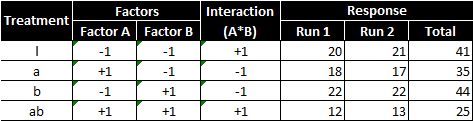 Treatment Factors Interaction (A*B) Response
Factor A Factor B Run 1 Run 2 Total
I -1 -1 +1 20 21 41
a +1 -1 -1 18 17 35
b -1 +1 -1 22 22 44
ab +1 +1 +1 12 13 25